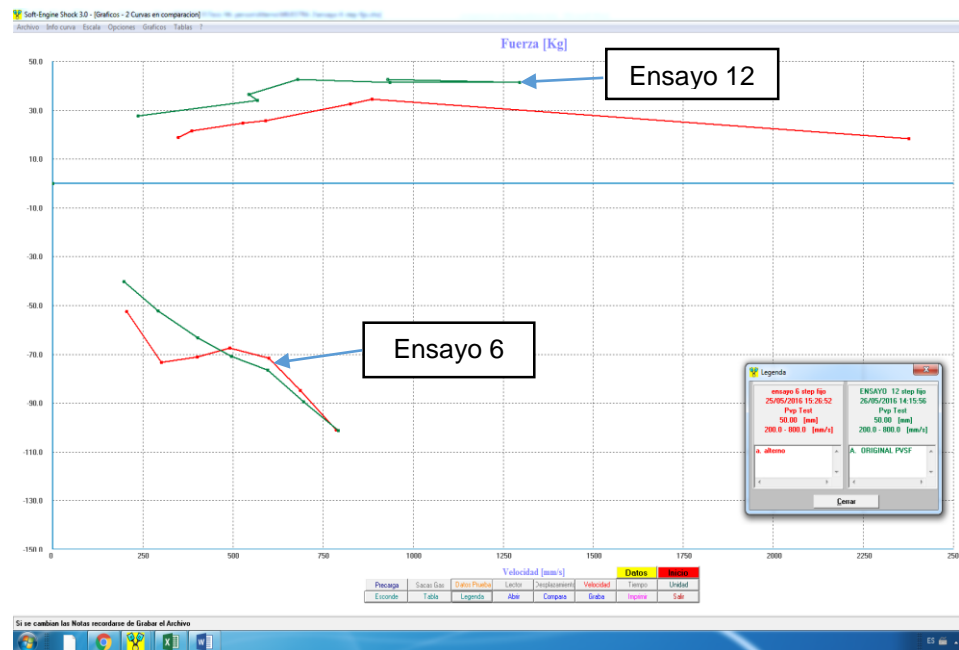 Soft-Engine Shock 3.0 - [Graficos - 2 Curvas en comparacion]
Archivo Info curva Escala Opciones Graficos Tablas ?
Fuerza [Kg]
50.0
30.0
10.0
-10.0
-30.0
-50.0
-70.0
-90.0
-110.0
-130.0
-150.0
Ensayo 12
Ensayo 6
Legenda
ensayo 6 step fijo
25/05/2016 15:26:52
Pvp Test
50.00 [mm]
200.0 - 800.0 [mm/s]
a. alterno
ENSAYO 12 step fijo
26/05/2016 14:15:56
Pvp Test
50.00 [mm]
200.0 - 800.0 [mm/s]
A. ORIGINAL PVSF
Cerrar
0 250 500 750 1000 1250 1500 1750 2000 2250 250
Velocidad [mm/s]
Datos Inicio
Precarga Sacas Gas Datos Prueba Lector Desplazamiento Velocidad Tiempo Unidad
Esconde Tabla Legenda Abrir Compara Graba Imprimir Salir
Si se cambian las Notas recordarse de Grabar el Archivo
ES